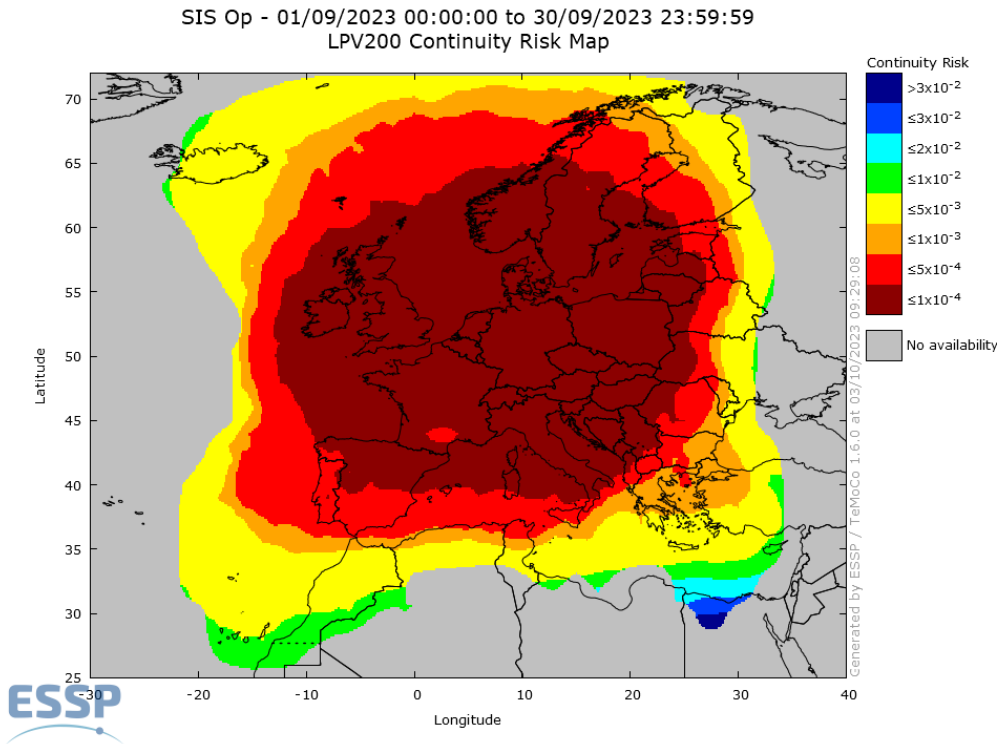 SIS Op - 01/09/2023 00:00:00 to 30/09/2023 23:59:59
LPV200 Continuity Risk Map
Continuity Risk
>3x10⁻²
≤3x10⁻²
≤2x10⁻²
≤1x10⁻²
≤5x10⁻³
≤1x10⁻³
≤5x10⁻⁴
≤1x10⁻⁴
No availability
Latitude
70
65
60
55
50
45
40
35
30
25
-30 -20 -10 0 10 20 30 40
Longitude
Generated by ESSP / TeMoCo 1.6.0 at 03/10/2023 09:29:08
ESSP